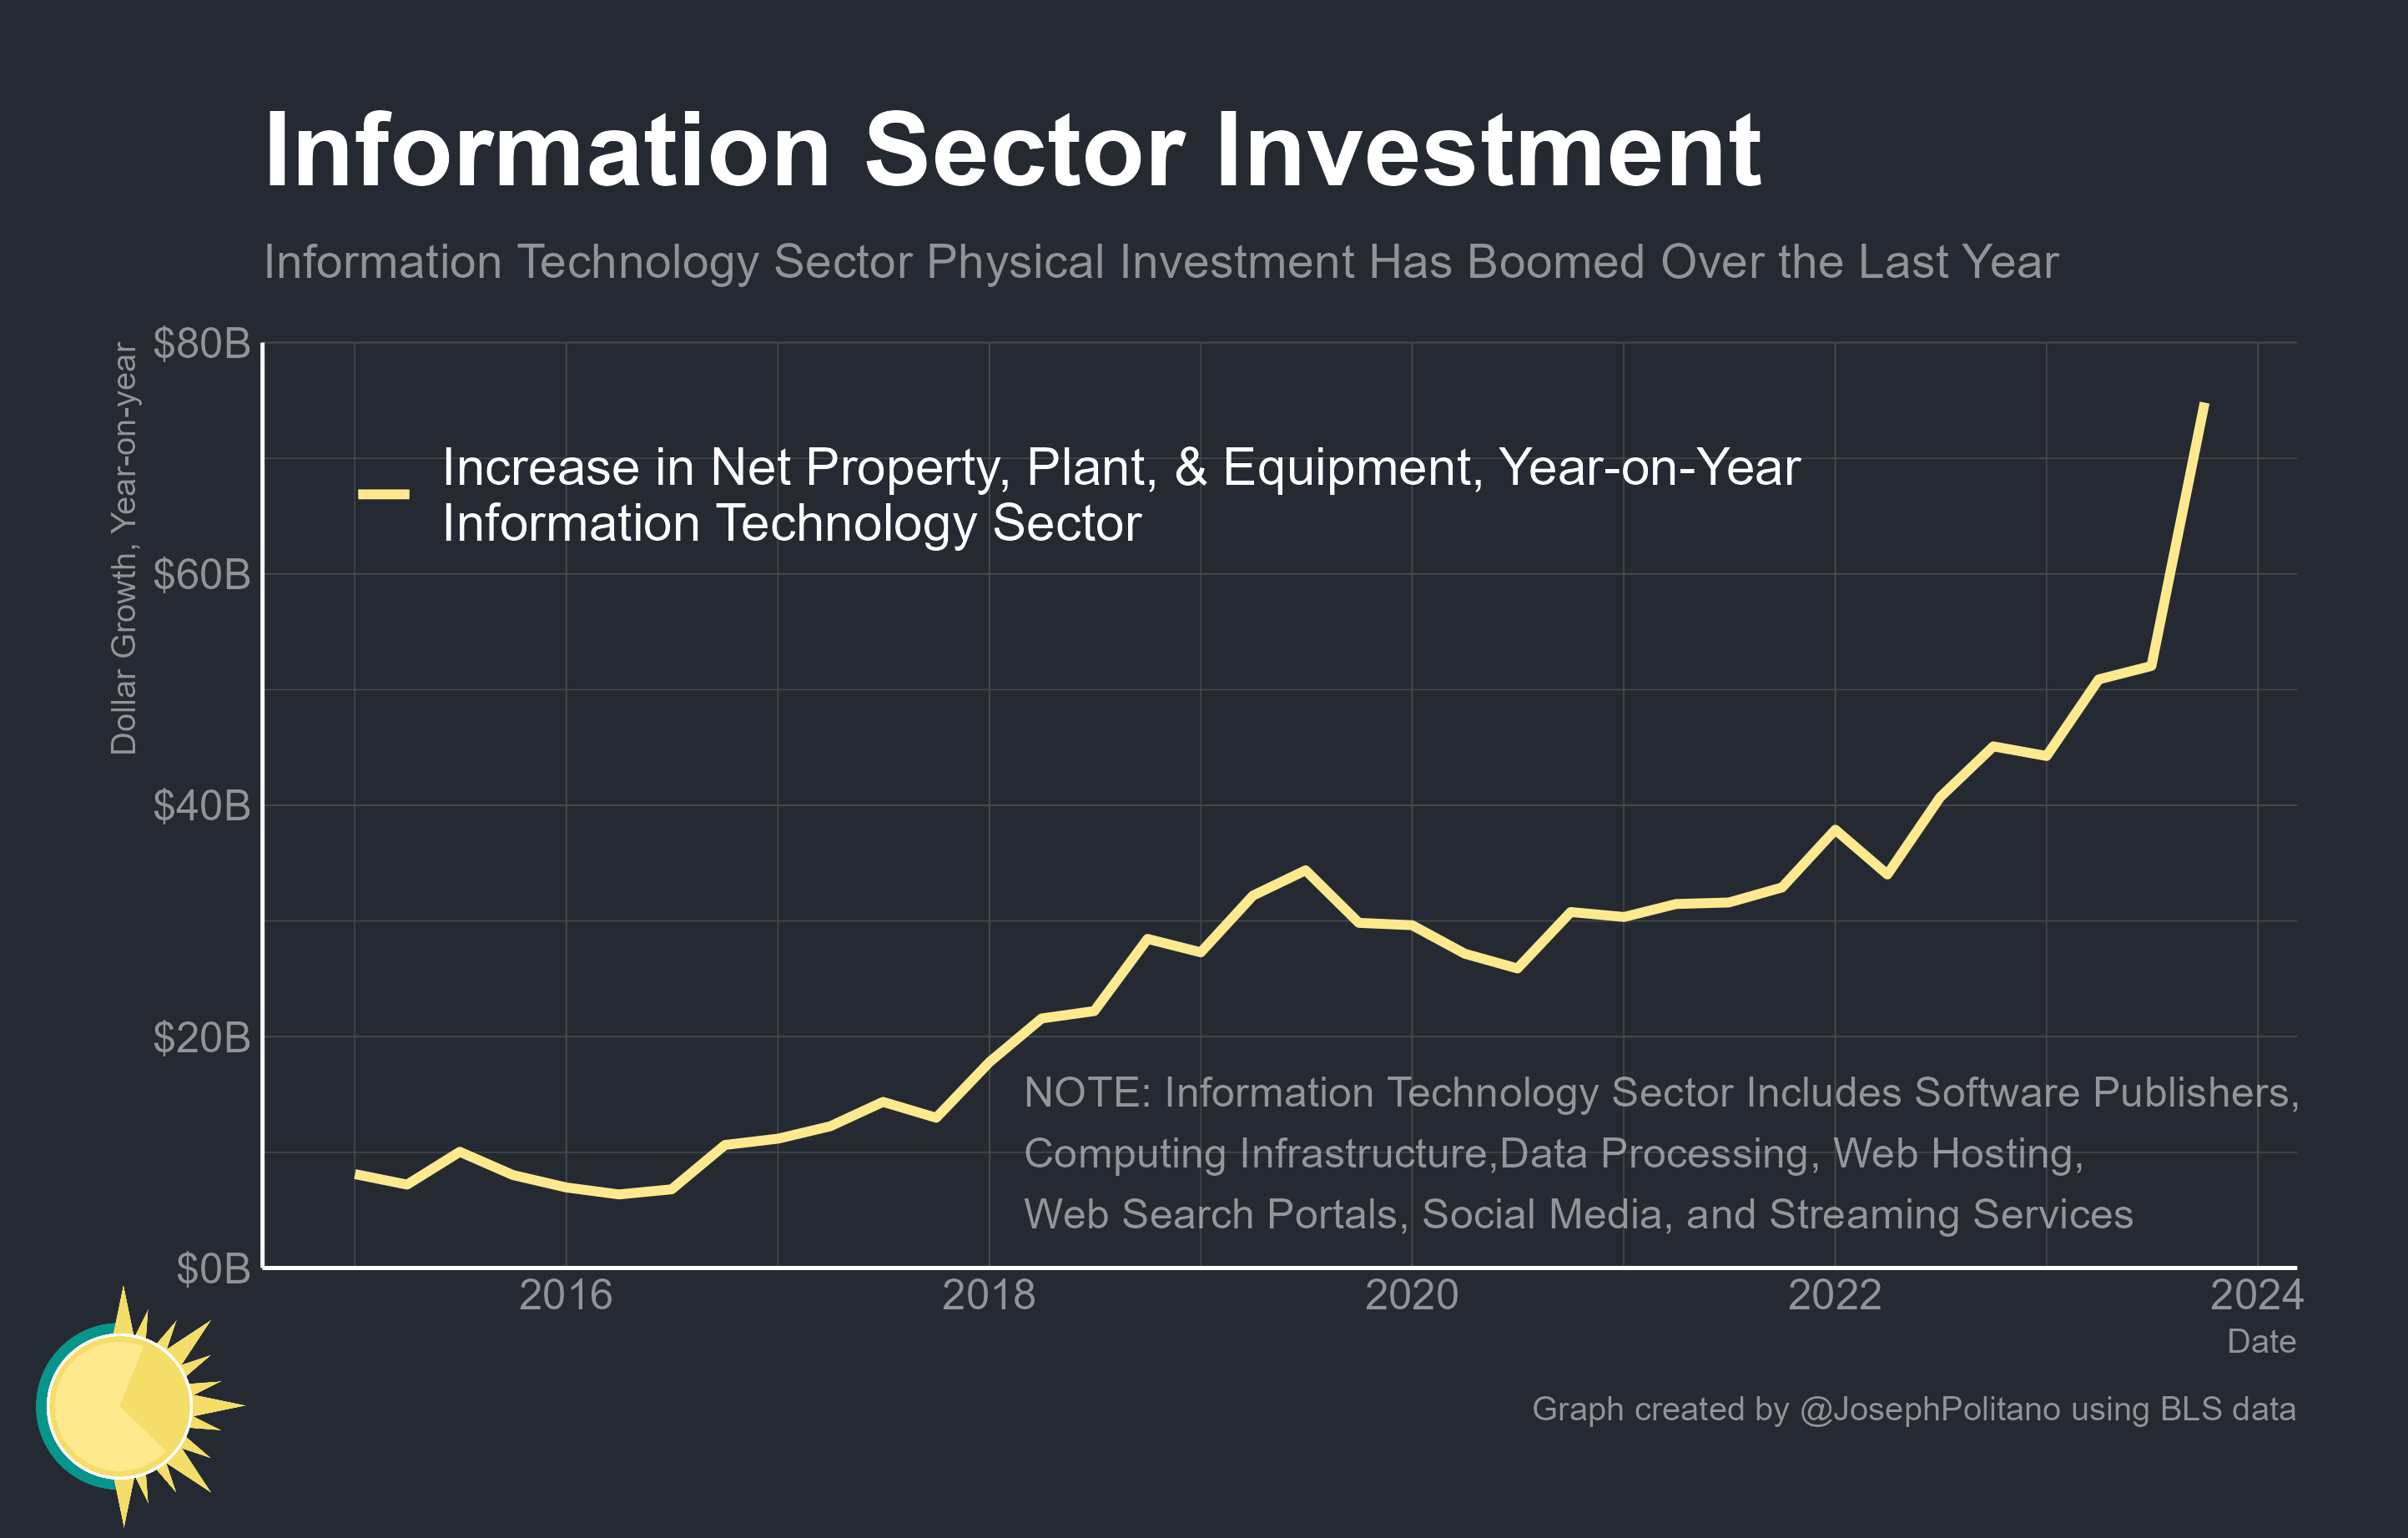 Information Sector Investment
Information Technology Sector Physical Investment Has Boomed Over the Last Year
Dollar Growth, Year-on-year
$80B
$60B
$40B
$20B
$0B
Increase in Net Property, Plant, & Equipment, Year-on-Year
Information Technology Sector
NOTE: Information Technology Sector Includes Software Publishers,
Computing Infrastructure,Data Processing, Web Hosting,
Web Search Portals, Social Media, and Streaming Services
2016
2018
2020
2022
2024
Date
Graph created by @JosephPolitano using BLS data